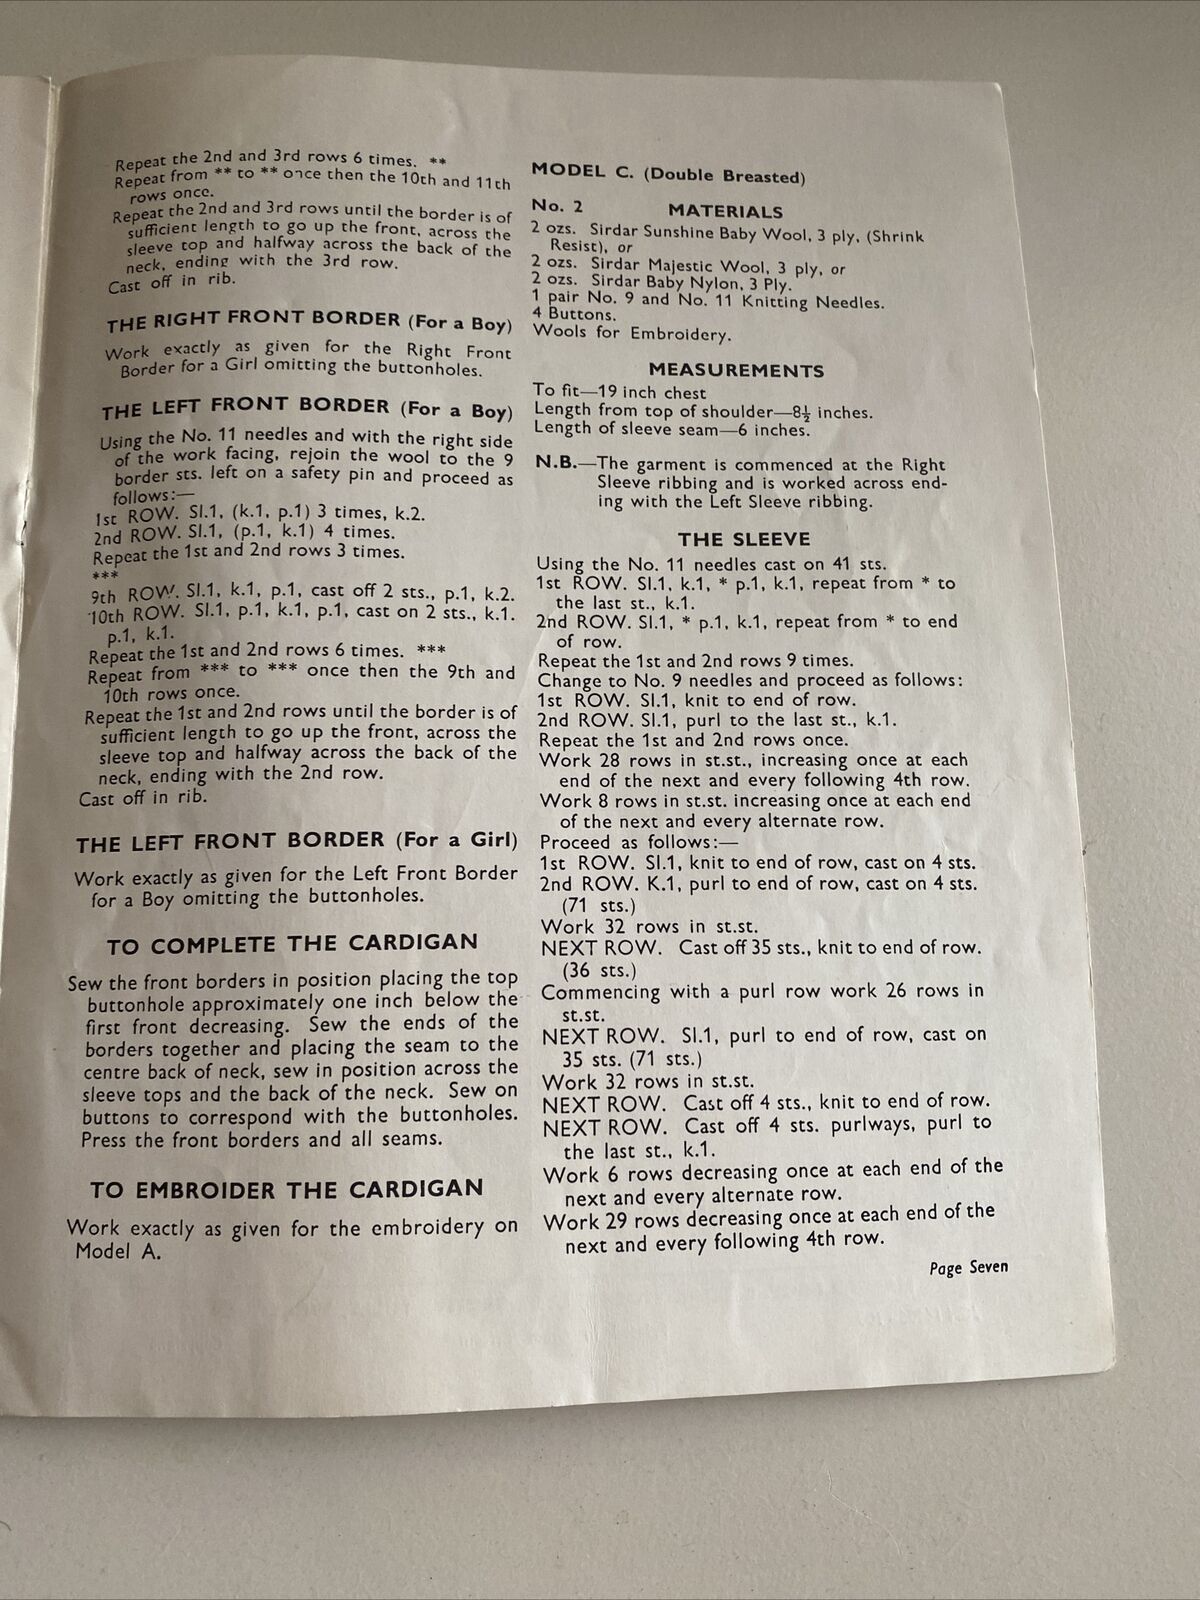 Repeat the 2nd and 3rd rows 6 times. **
Repeat from ** to ** once then the 10th and 11th
rows once.
Repeat the 2nd and 3rd rows until the border is of
sufficient length to go up the front, across the
sleeve top and halfway across the back of the
neck, ending with the 3rd row.
Cast off in rib.
THE RIGHT FRONT BORDER (For a Boy)
Work exactly as given for the Right Front
Border for a Girl omitting the buttonholes.
THE LEFT FRONT BORDER (For a Boy)
Using the No. 11 needles and with the right side
of the work facing, rejoin the wool to the 9
border sts. left on a safety pin and proceed as
follows:—
1st ROW. Sl.1, (k.1, p.1) 3 times, k.2.
2nd ROW. Sl.1, (p.1, k.1) 4 times.
Repeat the 1st and 2nd rows 3 times.
***
9th ROW. Sl.1, k.1, p.1, cast off 2 sts., p.1, k.2.
10th ROW. Sl.1, p.1, k.1, p.1, cast on 2 sts., k.1.
p.1, k.1.
Repeat the 1st and 2nd rows 6 times. ***
Repeat from *** to *** once then the 9th and
10th rows once.
Repeat the 1st and 2nd rows until the border is of
sufficient length to go up the front, across the
sleeve top and halfway across the back of the
neck, ending with the 2nd row.
Cast off in rib.
THE LEFT FRONT BORDER (For a Girl)
Work exactly as given for the Left Front Border
for a Boy omitting the buttonholes.
TO COMPLETE THE CARDIGAN
Sew the front borders in position placing the top
buttonhole approximately one inch below the
first front decreasing. Sew the ends of the
borders together and placing the seam to the
centre back of neck, sew in position across the
sleeve tops and the back of the neck. Sew on
buttons to correspond with the buttonholes.
Press the front borders and all seams.
TO EMBROIDER THE CARDIGAN
Work exactly as given for the embroidery on
Model A.
MODEL C. (Double Breasted)
No. 2 MATERIALS
2 ozs. Sirdar Sunshine Baby Wool, 3 ply, (Shrink
Resist), or
2 ozs. Sirdar Majestic Wool, 3 ply, or
2 ozs. Sirdar Baby Nylon, 3 Ply.
1 pair No. 9 and No. 11 Knitting Needles.
4 Buttons.
Wools for Embroidery.
MEASUREMENTS
To fit—19 inch chest
Length from top of shoulder—8½ inches.
Length of sleeve seam—6 inches.
N.B.—The garment is commenced at the Right
Sleeve ribbing and is worked across end-
ing with the Left Sleeve ribbing.
THE SLEEVE
Using the No. 11 needles cast on 41 sts.
1st ROW. Sl.1, k.1, * p.1, k.1, repeat from * to
the last st., k.1.
2nd ROW. Sl.1, * p.1, k.1, repeat from * to end
of row.
Repeat the 1st and 2nd rows 9 times.
Change to No. 9 needles and proceed as follows:
1st ROW. Sl.1, knit to end of row.
2nd ROW. Sl.1, purl to the last st., k.1.
Repeat the 1st and 2nd rows once.
Work 28 rows in st.st., increasing once at each
end of the next and every following 4th row.
Work 8 rows in st.st. increasing once at each end
of the next and every alternate row.
Proceed as follows:—
1st ROW. Sl.1, knit to end of row, cast on 4 sts.
2nd ROW. K.1, purl to end of row, cast on 4 sts.
(71 sts.)
Work 32 rows in st.st.
NEXT ROW. Cast off 35 sts., knit to end of row.
(36 sts.)
Commencing with a purl row work 26 rows in
st.st.
NEXT ROW. Sl.1, purl to end of row, cast on
35 sts. (71 sts.)
Work 32 rows in st.st.
NEXT ROW. Cast off 4 sts., knit to end of row.
NEXT ROW. Cast off 4 sts. purlways, purl to
the last st., k.1.
Work 6 rows decreasing once at each end of the
next and every alternate row.
Work 29 rows decreasing once at each end of the
next and every following 4th row.
Page Seven